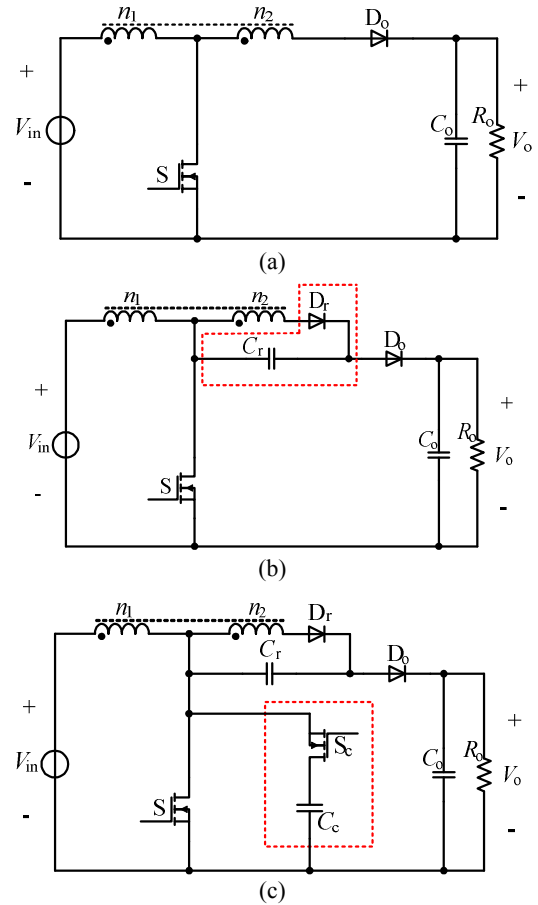 n1 n2 Do
+ +
Vin Co Ro Vo
S
- -
(a)
n1 n2 Dr
Cr Do
+ +
Vin Co Ro Vo
S
- -
(b)
n1 n2 Dr
Cr Do
+ +
Sc
Vin Co Ro Vo
S
Cc
- -
(c)